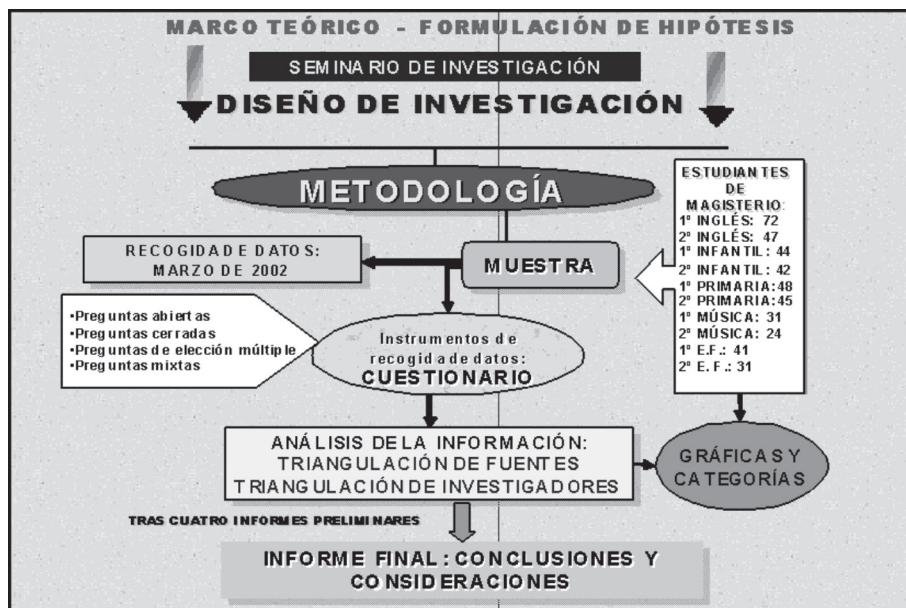 MARCO TEÓRICO - FORMULACIÓN DE HIPÓTESIS
SEMINARIO DE INVESTIGACIÓN
DISEÑO DE INVESTIGACIÓN
METODOLOGÍA
ESTUDIANTES
DE
MAGISTERIO:
1º INGLÉS: 72
2º INGLÉS: 47
1º INFANTIL: 44
2º INFANTIL: 42
1º PRIMARIA:48
2º PRIMARIA:45
1º MÚSICA: 31
2º MÚSICA: 24
1º E.F.: 41
2º E.F.: 31
RECOGIDA DE DATOS:
MARZO DE 2002
MUESTRA
•Preguntas abiertas
•Preguntas cerradas
•Preguntas de elección múltiple
•Preguntas mixtas
Instrumentos de
recogida de datos:
CUESTIONARIO
ANÁLISIS DE LA INFORMACIÓN:
TRIANGULACIÓN DE FUENTES
TRIANGULACIÓN DE INVESTIGADORES
GRÁFICAS Y
CATEGORÍAS
TRAS CUATRO INFORMES PRELIMINARES
INFORME FINAL: CONCLUSIONES Y
CONSIDERACIONES